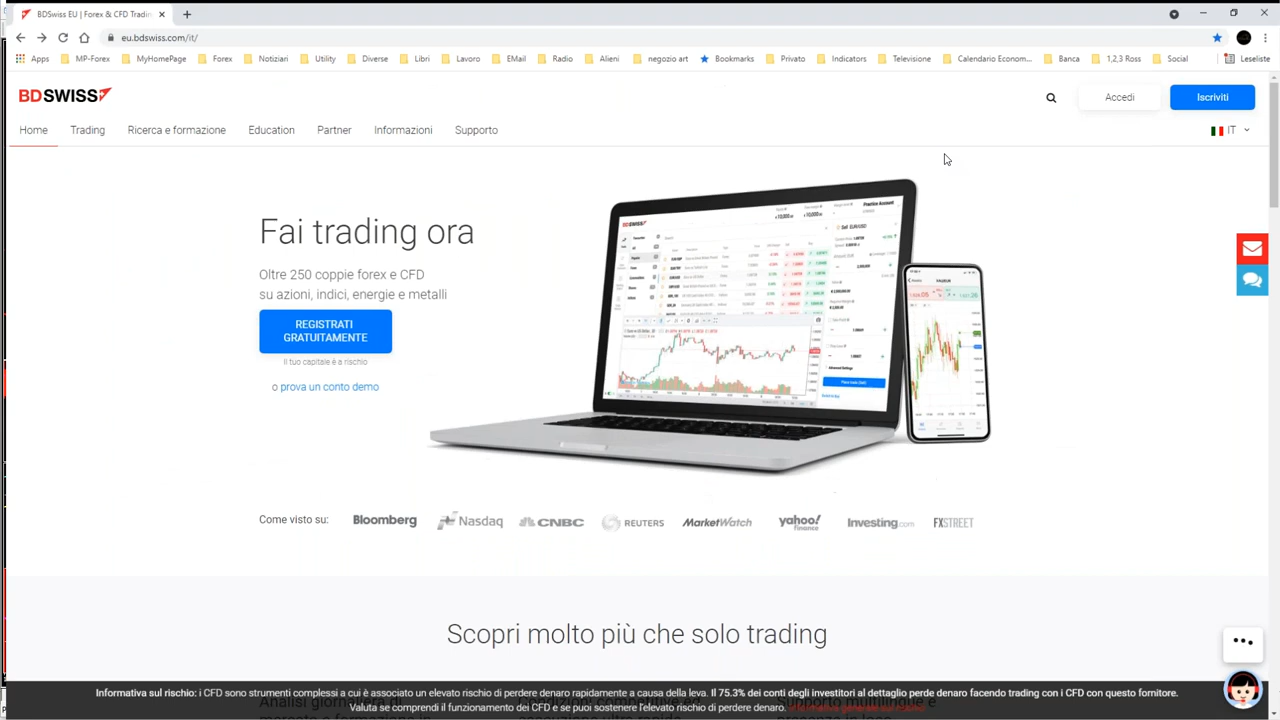 BDSwiss EU | Forex & CFD Trading
eu.bdswiss.com/it/
Apps MP-Forex MyHomePage Forex Notiziari Utility Diverse Libri Lavoro EMail Radio Alieni negozio art Bookmarks Privato Indicators Televisione Calendario Econom... Banca 1,2,3 Ross Social Leseliste
BDSWISS
Accedi Iscriviti
Home Trading Ricerca e formazione Education Partner Informazioni Supporto IT
Fai trading ora
Oltre 250 coppie forex e CFD
su azioni, indici, energie e metalli
REGISTRATI
GRATUITAMENTE
Il tuo capitale è a rischio
o prova un conto demo
Come visto su: Bloomberg Nasdaq CNBC REUTERS MarketWatch yahoo! finance Investing.com FXSTREET
Scopri molto più che solo trading
Informativa sul rischio: i CFD sono strumenti complessi a cui è associato un elevato rischio di perdere denaro rapidamente a causa della leva. Il 75.3% dei conti degli investitori al dettaglio perde denaro facendo trading con i CFD con questo fornitore.
Valuta se comprendi il funzionamento dei CFD e se puoi sostenere l'elevato rischio di perdere denaro.